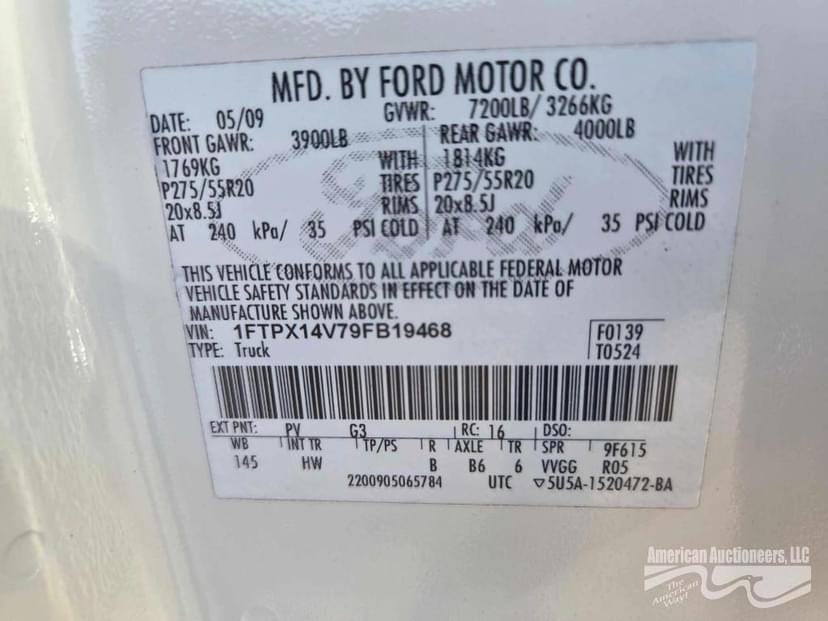 MFD. BY FORD MOTOR CO.
DATE: 05/09 GVWR: 7200LB/ 3266KG
FRONT GAWR: 3900LB REAR GAWR: 4000LB
1769KG WITH 1814KG WITH
P275/55R20 TIRES P275/55R20 TIRES
20x8.5J RIMS 20x8.5J RIMS
AT 240 kPa/ 35 PSI COLD AT 240 kPa/ 35 PSI COLD
Ford
THIS VEHICLE CONFORMS TO ALL APPLICABLE FEDERAL MOTOR
VEHICLE SAFETY STANDARDS IN EFFECT ON THE DATE OF
MANUFACTURE SHOWN ABOVE.
VIN: 1FTPX14V79FB19468 F0139
TYPE: Truck T0524
EXT PNT: PV G3 RC: 16 DSO:
WB INT TR TP/PS R AXLE TR SPR 9F615
145 HW B B6 6 VVGG R05
2200905065784 UTC ▽5U5A-1520472-BA
American Auctioneers, LLC
The American Way!